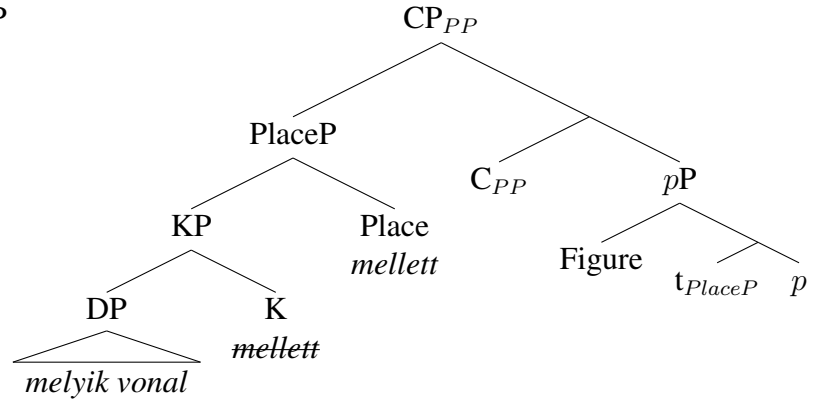 P
CP_PP
PlaceP
C_PP pP
KP Place
mellett
Figure t_PlaceP p
DP K
mellett
melyik vonal